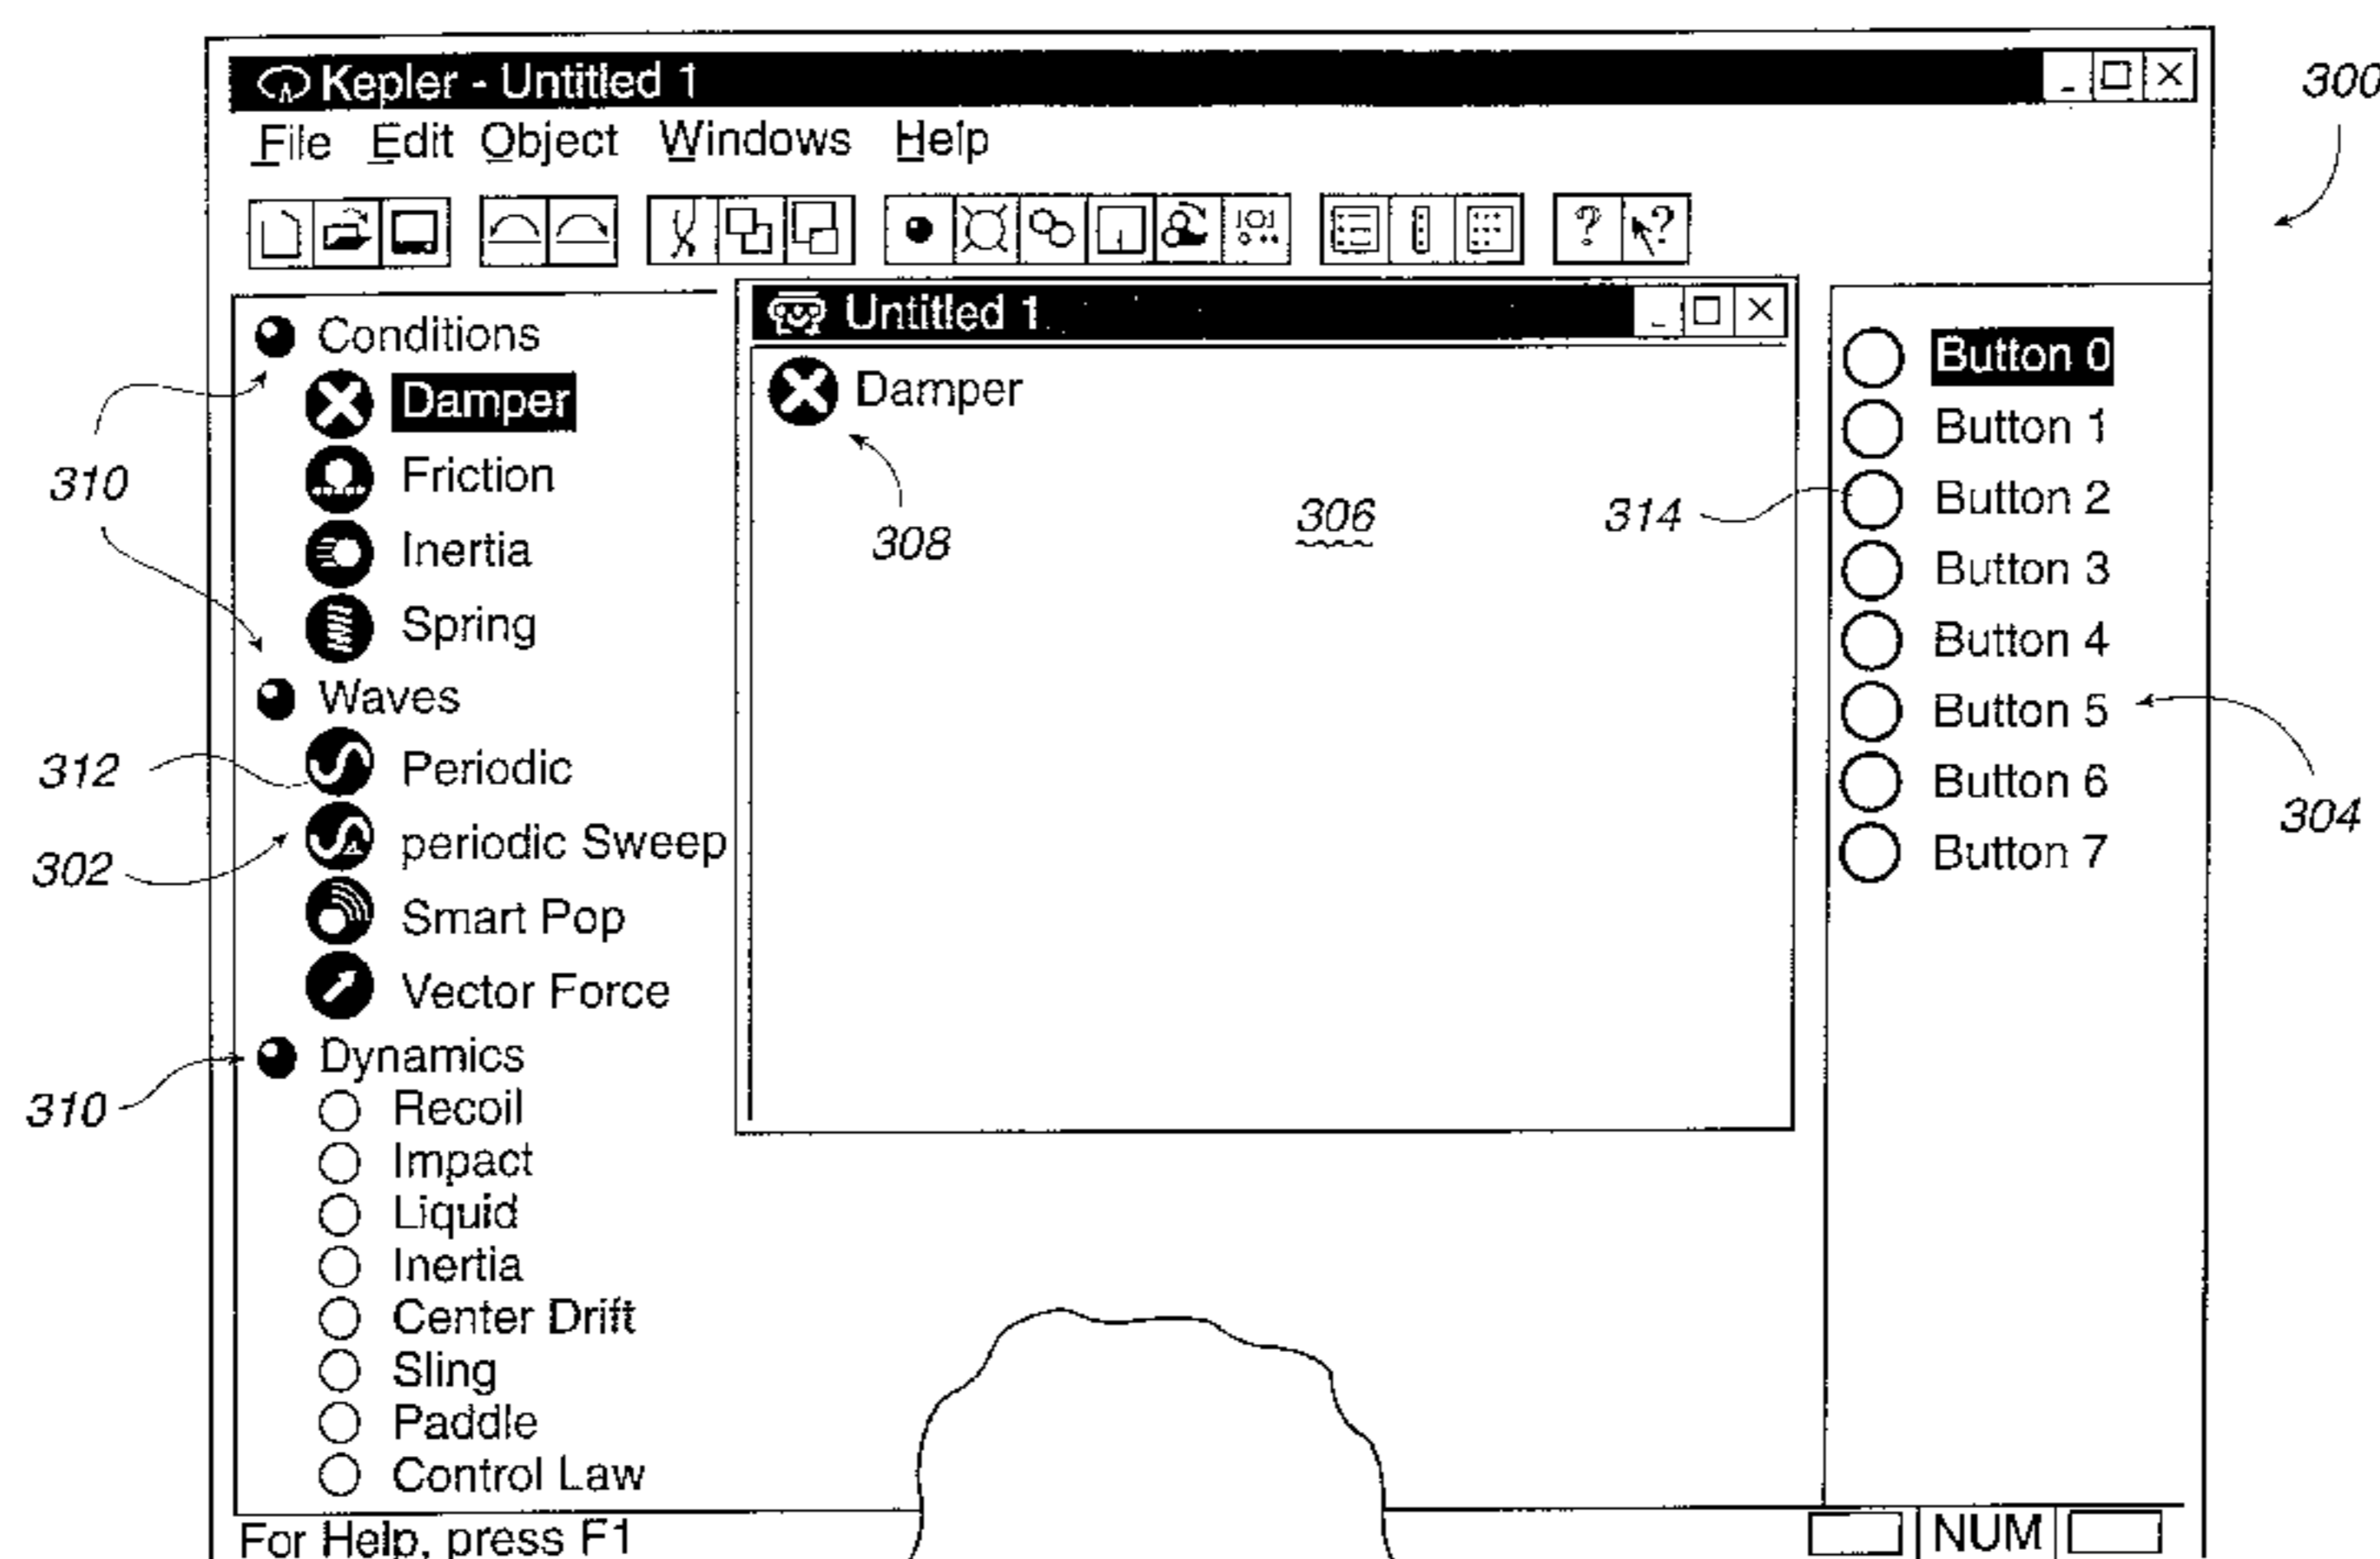 Kepler - Untitled 1
300
File Edit Object Windows Help
Untitled 1
Conditions
Damper
Friction
Inertia
Spring
Waves
Periodic
periodic Sweep
Smart Pop
Vector Force
Dynamics
Recoil
Impact
Liquid
Inertia
Center Drift
Sling
Paddle
Control Law
310
312
302
310
Damper
308
306
314
Button 0
Button 1
Button 2
Button 3
Button 4
Button 5
Button 6
Button 7
304
For Help, press F1
NUM